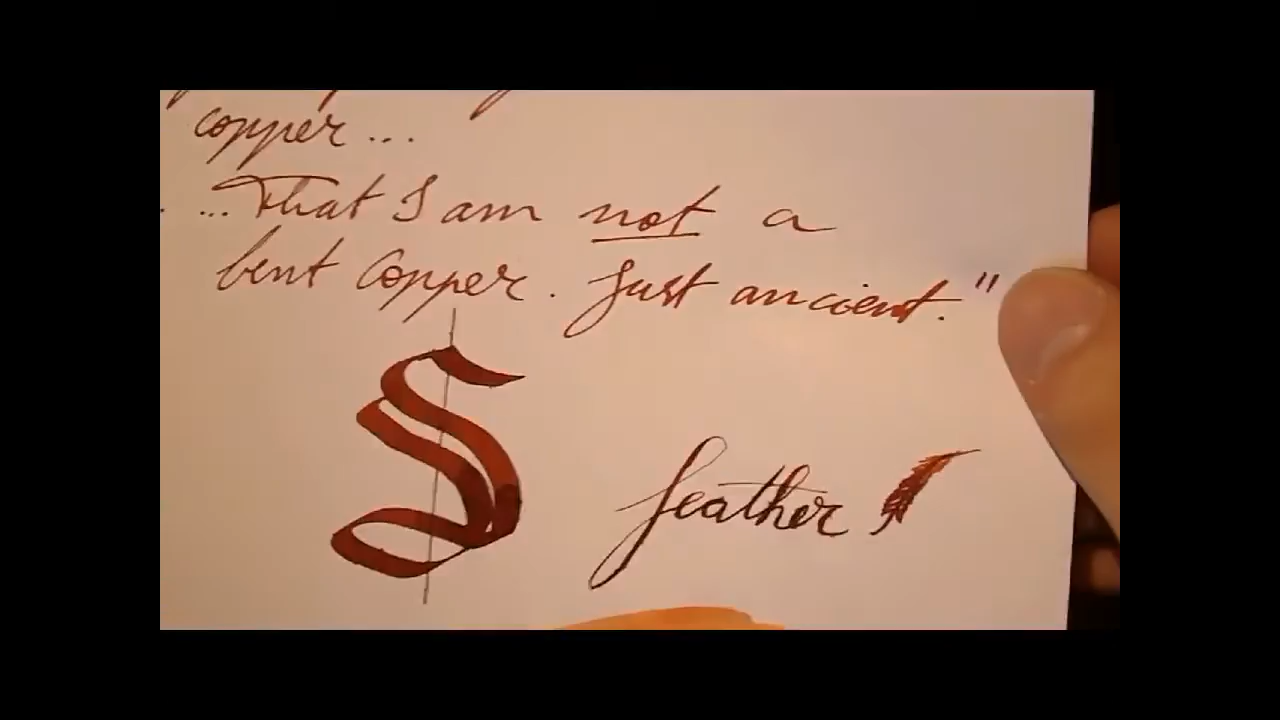 copper...
...That I am not a
bent Copper. Just ancient."
S
feather